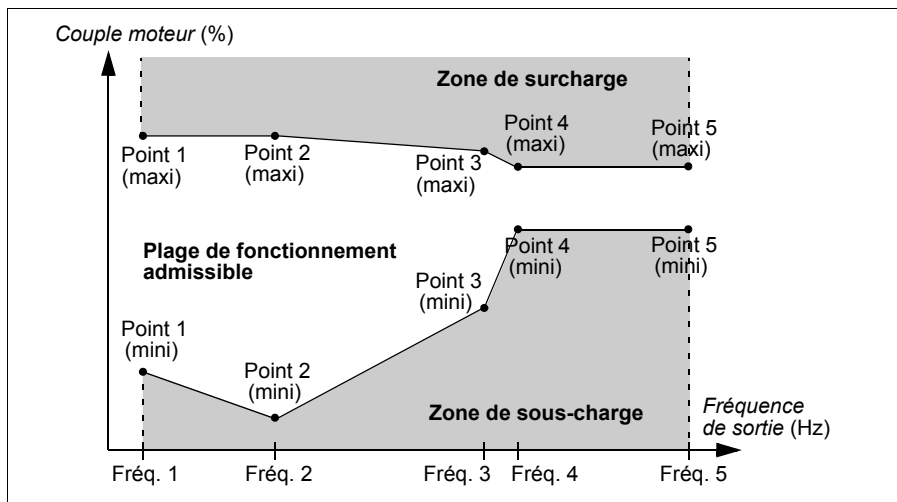 Couple moteur (%)
Zone de surcharge
Point 1
(maxi)
Point 2
(maxi)
Point 3
(maxi)
Point 4
(maxi)
Point 5
(maxi)
Plage de fonctionnement
admissible
Point 1
(mini)
Point 2
(mini)
Point 3
(mini)
Point 4
(mini)
Point 5
(mini)
Zone de sous-charge
Fréquence
de sortie (Hz)
Fréq. 1
Fréq. 2
Fréq. 3
Fréq. 4
Fréq. 5